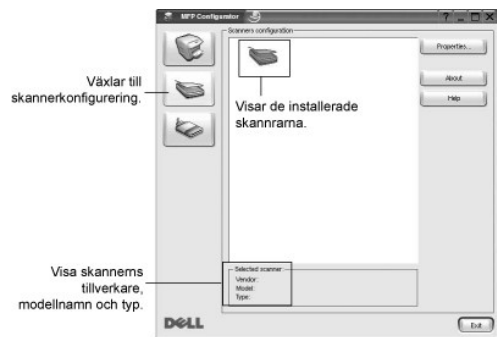 MFP Configurator
Scanners configuration
Properties...
About
Help
Växlar till
skannerkonfigurering.
Visar de installerade
skannrarna.
Visa skannerns
tillverkare,
modellnamn och typ.
Selected scanner:
Vendor:
Model:
Type:
DELL
Exit